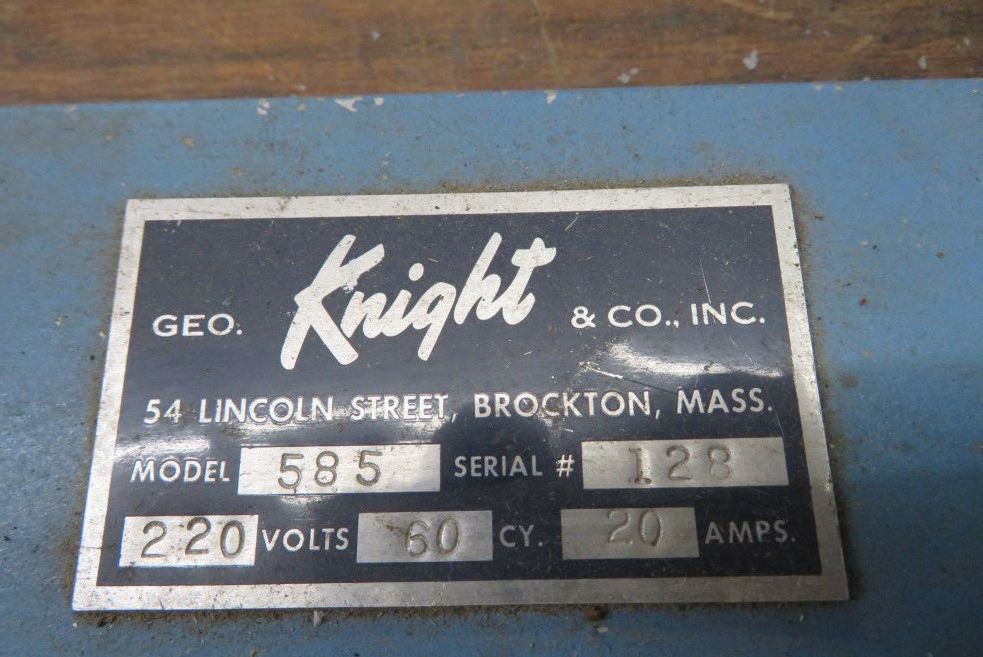 GEO. Knight & CO., INC.
54 LINCOLN STREET, BROCKTON, MASS.
MODEL 585 SERIAL # 128
220 VOLTS 60 CY. 20 AMPS.